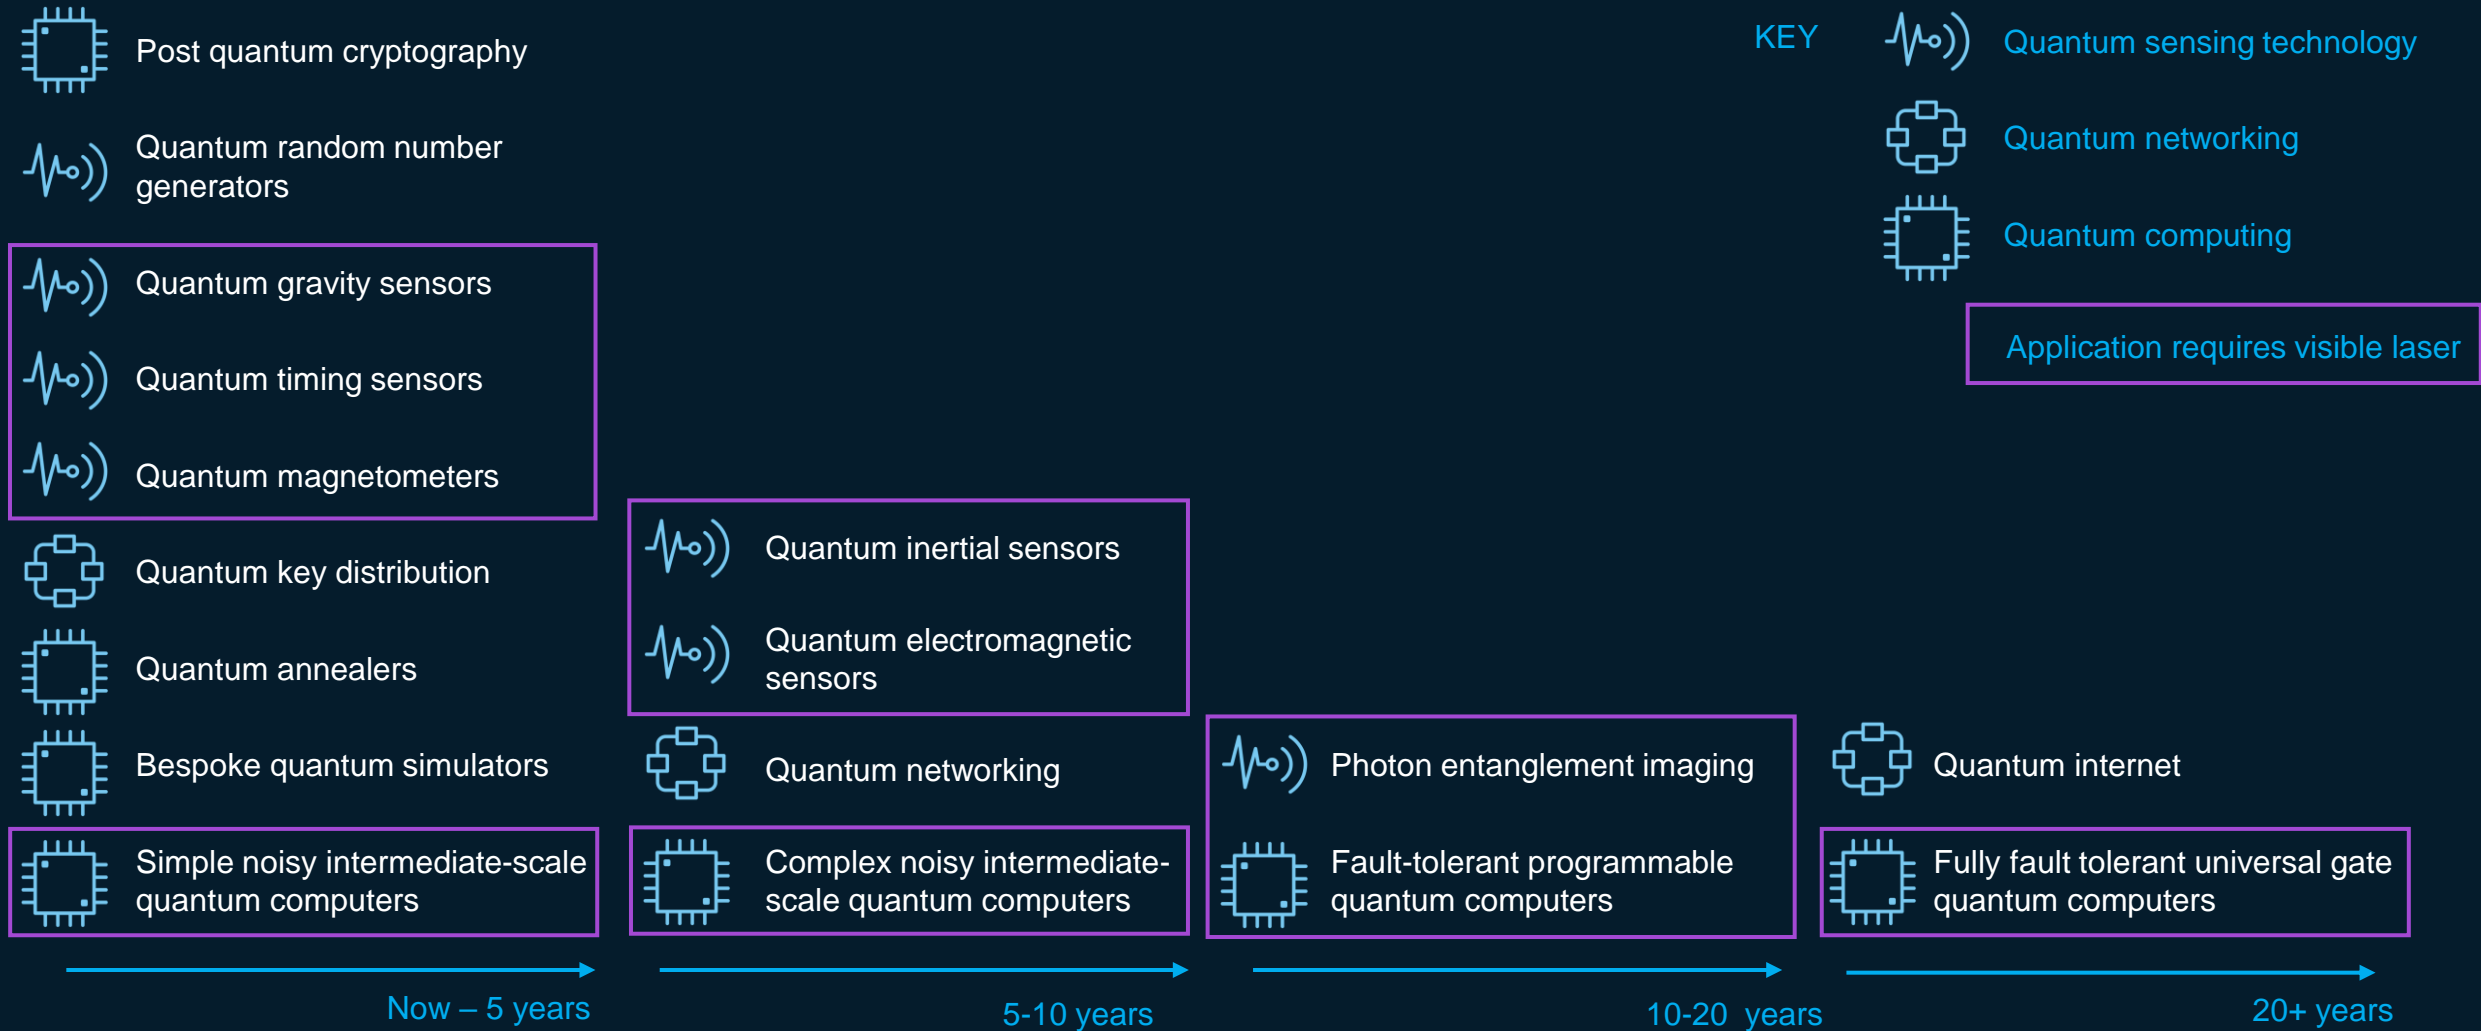 Post quantum cryptography
Quantum random number
generators
Quantum gravity sensors
Quantum timing sensors
Quantum magnetometers
Quantum key distribution
Quantum annealers
Bespoke quantum simulators
Simple noisy intermediate-scale
quantum computers
Now – 5 years
Quantum inertial sensors
Quantum electromagnetic
sensors
Quantum networking
Complex noisy intermediate-
scale quantum computers
5-10 years
Photon entanglement imaging
Fault-tolerant programmable
quantum computers
10-20 years
Quantum internet
Fully fault tolerant universal gate
quantum computers
20+ years
KEY
Quantum sensing technology
Quantum networking
Quantum computing
Application requires visible laser